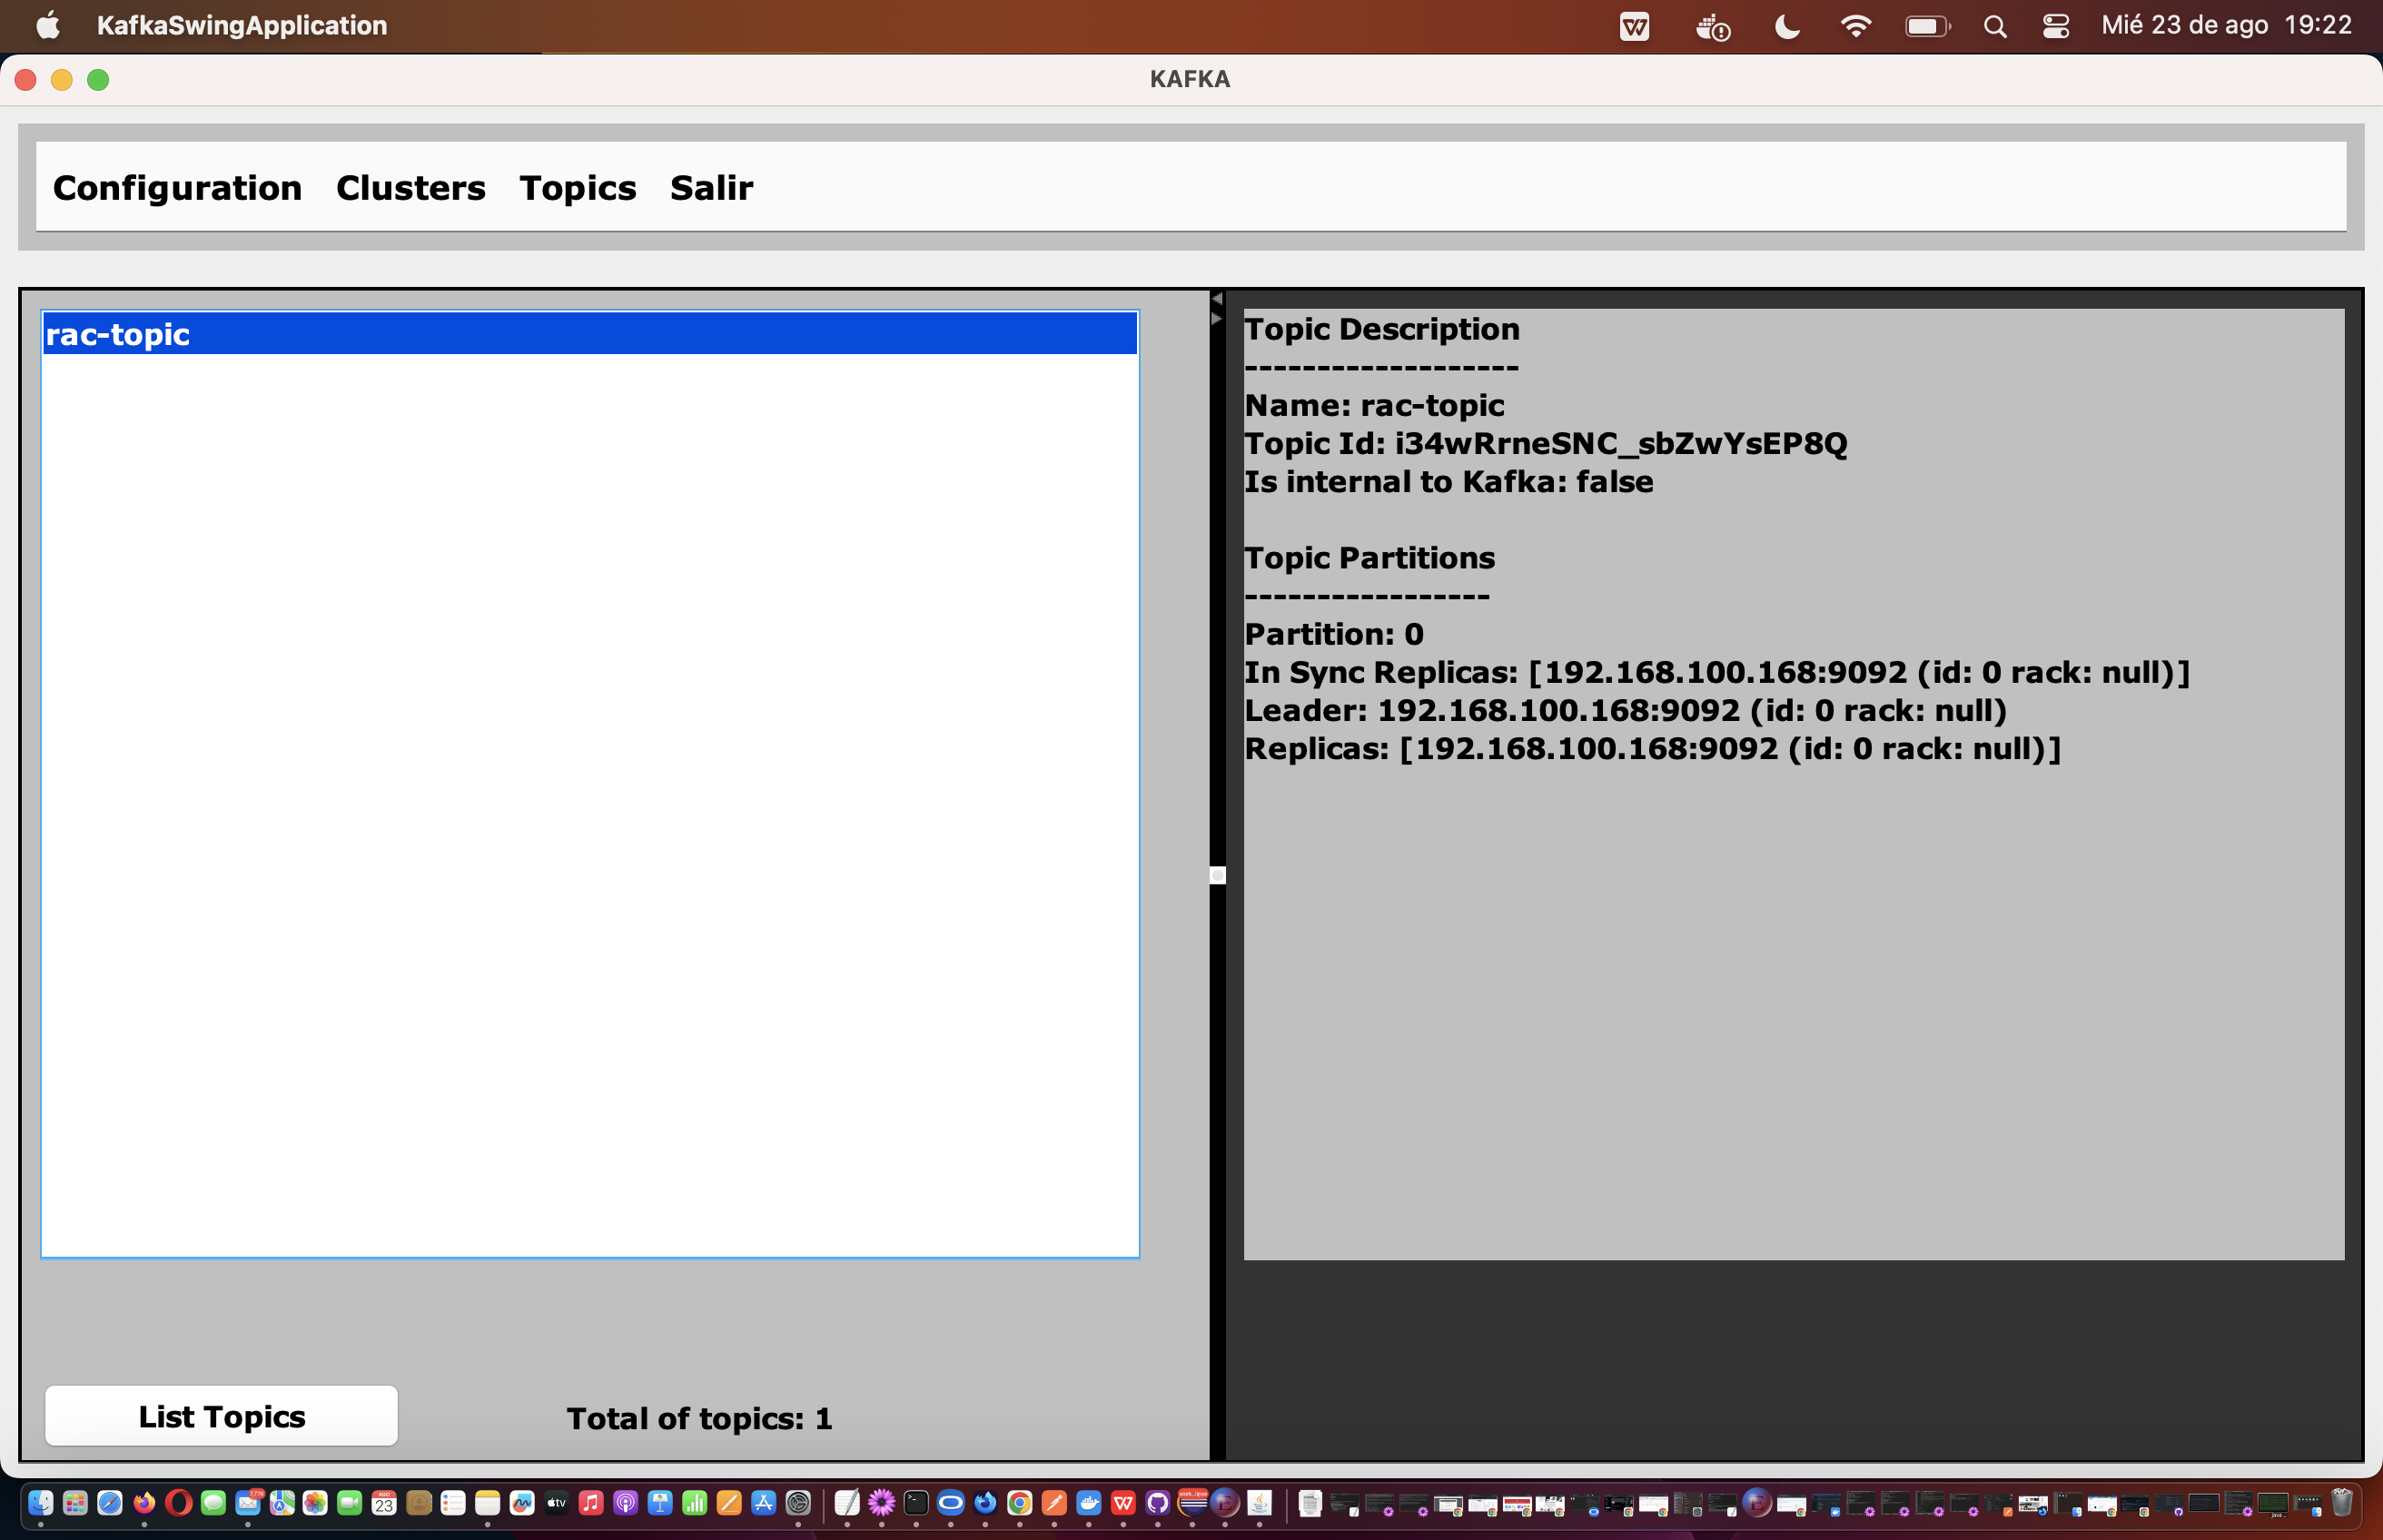 KafkaSwingApplication
Mié 23 de ago 19:22
KAFKA
Configuration Clusters Topics Salir
rac-topic
Topic Description
-------------------
Name: rac-topic
Topic Id: i34wRrneSNC_sbZwYsEP8Q
Is internal to Kafka: false
Topic Partitions
-----------------
Partition: 0
In Sync Replicas: [192.168.100.168:9092 (id: 0 rack: null)]
Leader: 192.168.100.168:9092 (id: 0 rack: null)
Replicas: [192.168.100.168:9092 (id: 0 rack: null)]
List Topics
Total of topics: 1
23
tv